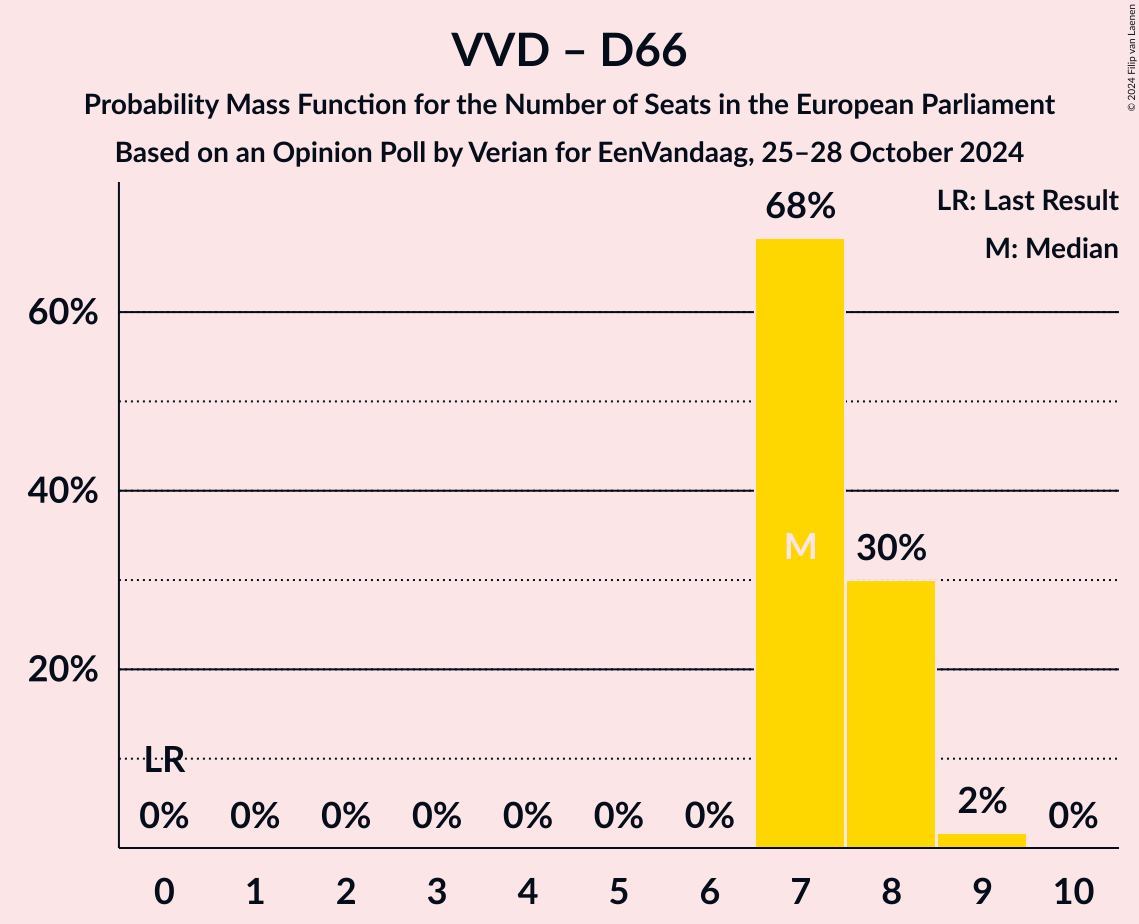 VVD – D66
Probability Mass Function for the Number of Seats in the European Parliament
Based on an Opinion Poll by Verian for EenVandaag, 25–28 October 2024
© 2024 Filip van Laenen
LR: Last Result
M: Median
68%
60%
40%
M
30%
20%
LR
0% 0% 0% 0% 0% 0% 0% 2% 0%
0 1 2 3 4 5 6 7 8 9 10